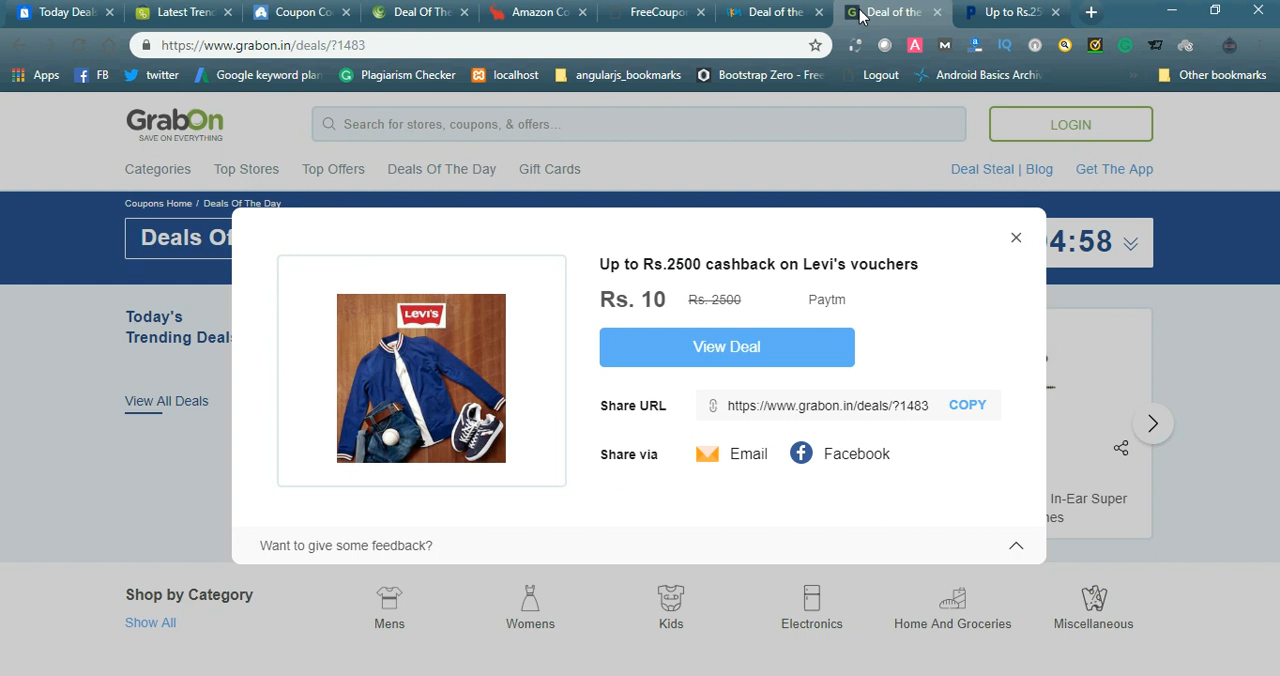 Today Deals
Latest Tren
Coupon Co
Deal Of The
Amazon Co
FreeCoupon
Deal of the
Deal of the
Up to Rs.25
https://www.grabon.in/deals/?1483
Apps
FB
twitter
Google keyword plan
Plagiarism Checker
localhost
angularjs_bookmarks
Bootstrap Zero - Free
Logout
Android Basics Archiv
Other bookmarks
GrabOn
SAVE ON EVERYTHING
Search for stores, coupons, & offers...
LOGIN
Categories
Top Stores
Top Offers
Deals Of The Day
Gift Cards
Deal Steal | Blog
Get The App
Coupons Home / Deals Of The Day
Deals Of
4:58
Today's
Trending Deals
View All Deals
LEVI'S
Up to Rs.2500 cashback on Levi's vouchers
Rs. 10 Rs. 2500 Paytm
View Deal
Share URL https://www.grabon.in/deals/?1483 COPY
Share via Email Facebook
Want to give some feedback?
In-Ear Super
nes
Shop by Category
Show All
Mens
Womens
Kids
Electronics
Home And Groceries
Miscellaneous